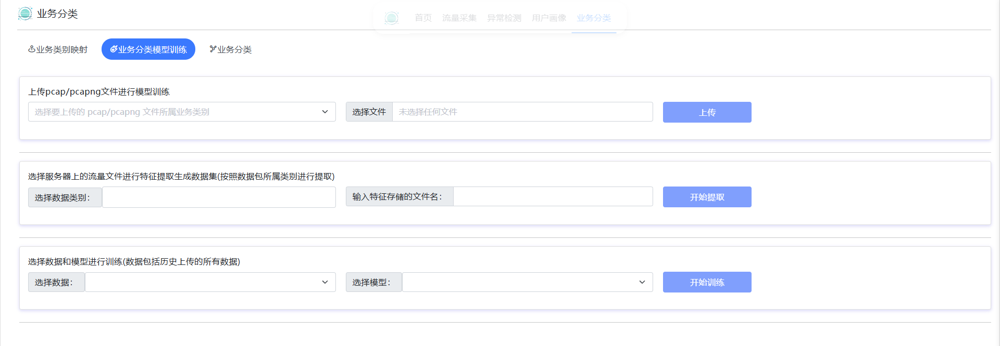 业务分类
首页 流量采集 异常检测 用户画像 业务分类
业务类别映射 业务分类模型训练 业务分类
上传pcap/pcapng文件进行模型训练
选择要上传的 pcap/pcapng 文件所属业务类别 选择文件 未选择任何文件 上传
选择服务器上的流量文件进行特征提取生成数据集(按照数据包所属类别进行提取)
选择数据类别： 输入特征存储的文件名： 开始提取
选择数据和模型进行训练(数据包括历史上传的所有数据)
选择数据： 选择模型： 开始训练